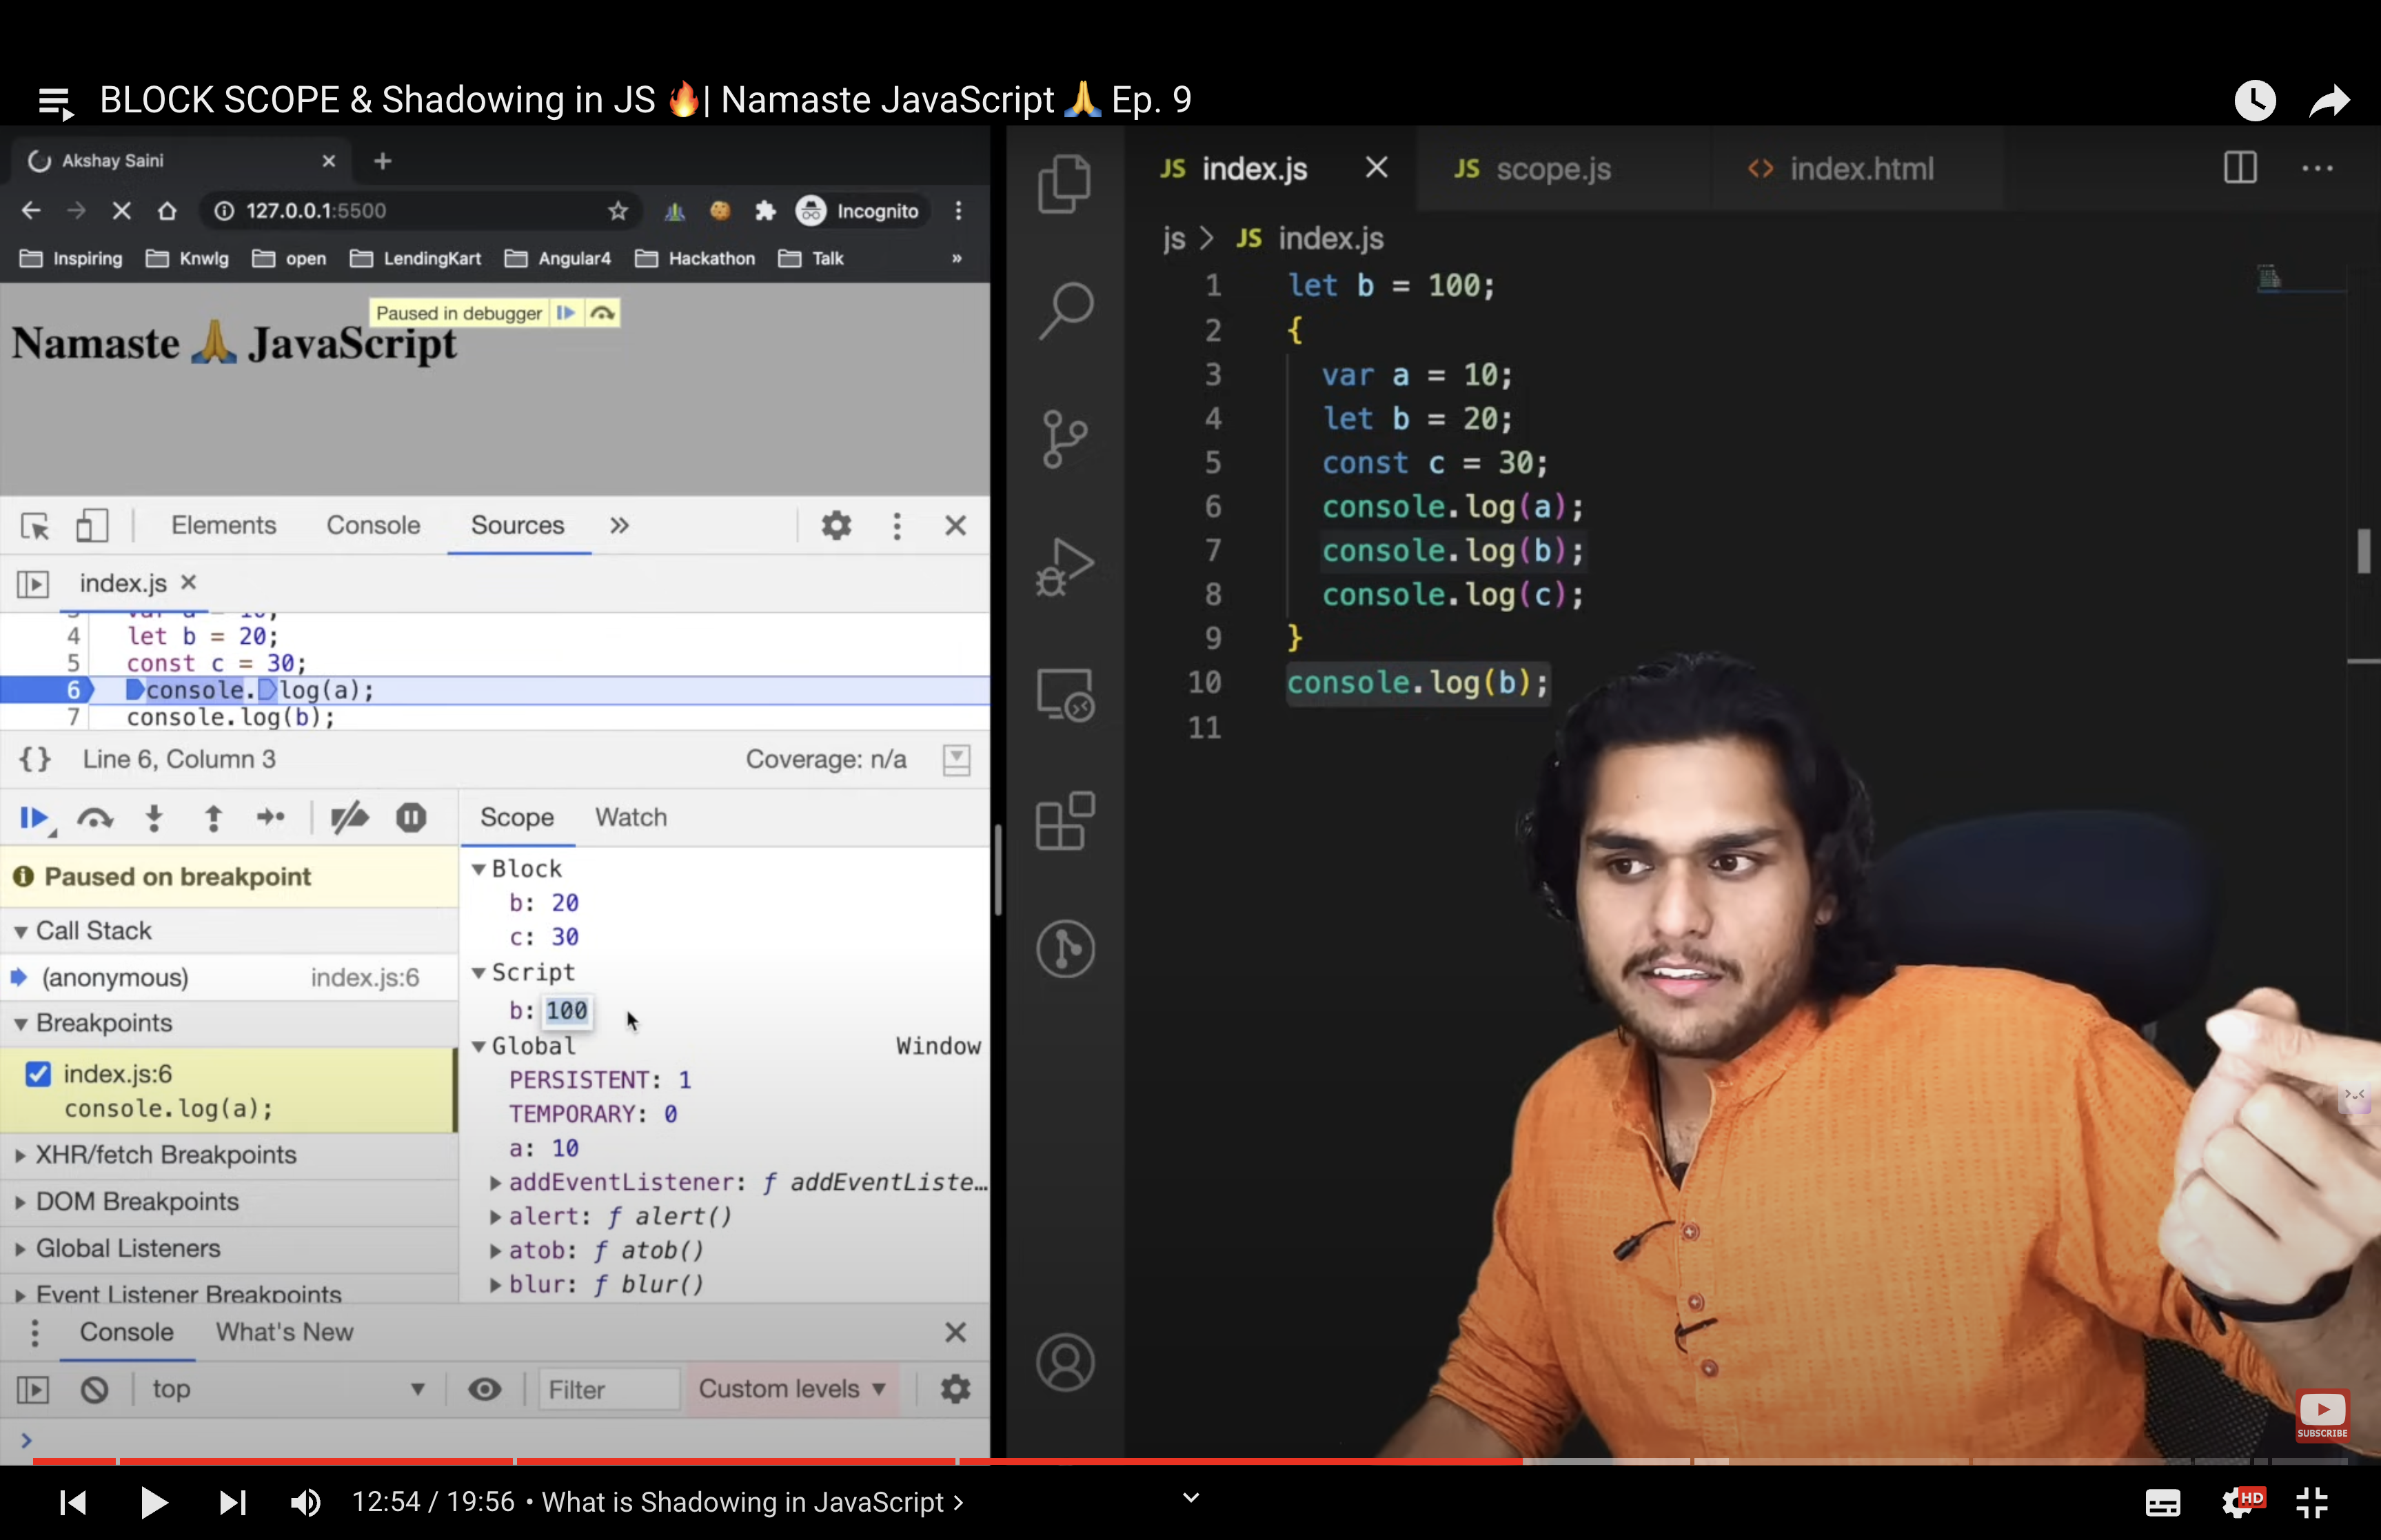 BLOCK SCOPE & Shadowing in JS 🔥| Namaste JavaScript 🙏 Ep. 9
Akshay Saini
127.0.0.1:5500
Incognito
Inspiring Knwlg open LendingKart Angular4 Hackathon Talk »
Paused in debugger
Namaste 🙏 JavaScript
Elements Console Sources »
index.js
4 let b = 20;
5 const c = 30;
6 console.log(a);
7 console.log(b);
{} Line 6, Column 3 Coverage: n/a
Scope Watch
Paused on breakpoint
Call Stack
(anonymous) index.js:6
Breakpoints
index.js:6
console.log(a);
XHR/fetch Breakpoints
DOM Breakpoints
Global Listeners
Event Listener Breakpoints
Block
b: 20
c: 30
Script
b: 100
Global Window
PERSISTENT: 1
TEMPORARY: 0
a: 10
addEventListener: ƒ addEventListe…
alert: ƒ alert()
atob: ƒ atob()
blur: ƒ blur()
Console What's New
top Filter Custom levels
>
JS index.js JS scope.js <> index.html
js > JS index.js
1 let b = 100;
2 {
3 var a = 10;
4 let b = 20;
5 const c = 30;
6 console.log(a);
7 console.log(b);
8 console.log(c);
9 }
10 console.log(b);
11
SUBSCRIBE
12:54 / 19:56 • What is Shadowing in JavaScript >
HD